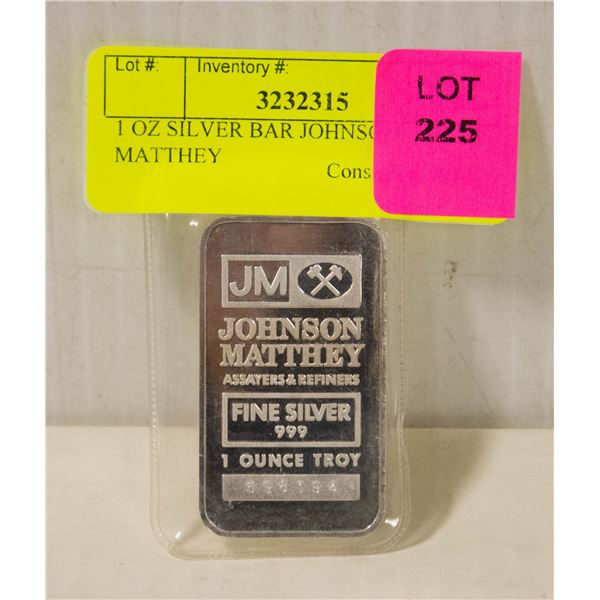 Lot #: Inventory #:
3232315
1 OZ SILVER BAR JOHNSO
MATTHEY
Cons
LOT
225
JM
JOHNSON
MATTHEY
ASSAYERS & REFINERS
FINE SILVER
999
1 OUNCE TROY